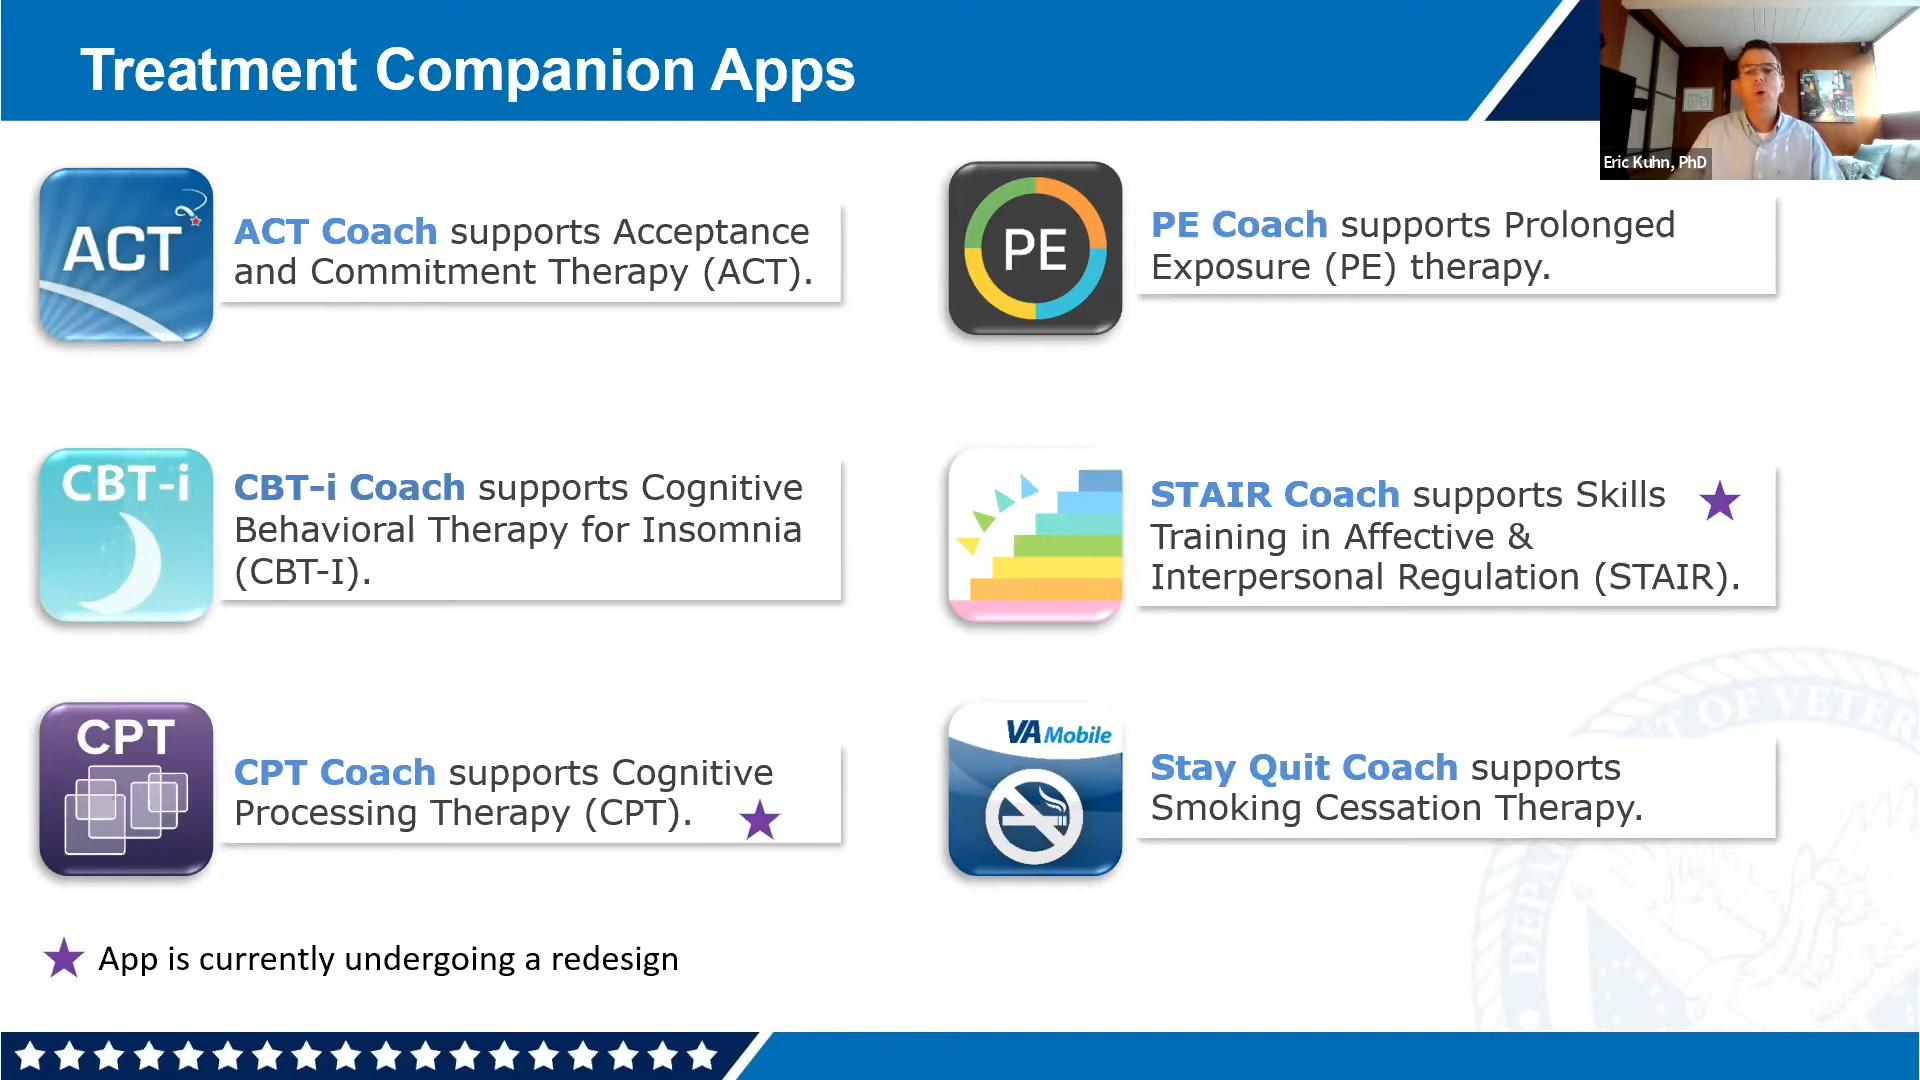 Treatment Companion Apps
Eric Kuhn, PhD
ACT
ACT Coach supports Acceptance
and Commitment Therapy (ACT).
PE
PE Coach supports Prolonged
Exposure (PE) therapy.
CBT-i
CBT-i Coach supports Cognitive
Behavioral Therapy for Insomnia
(CBT-I).
STAIR Coach supports Skills
Training in Affective &
Interpersonal Regulation (STAIR).
CPT
CPT Coach supports Cognitive
Processing Therapy (CPT).
VA Mobile
Stay Quit Coach supports
Smoking Cessation Therapy.
App is currently undergoing a redesign
OF VETER
DEPA